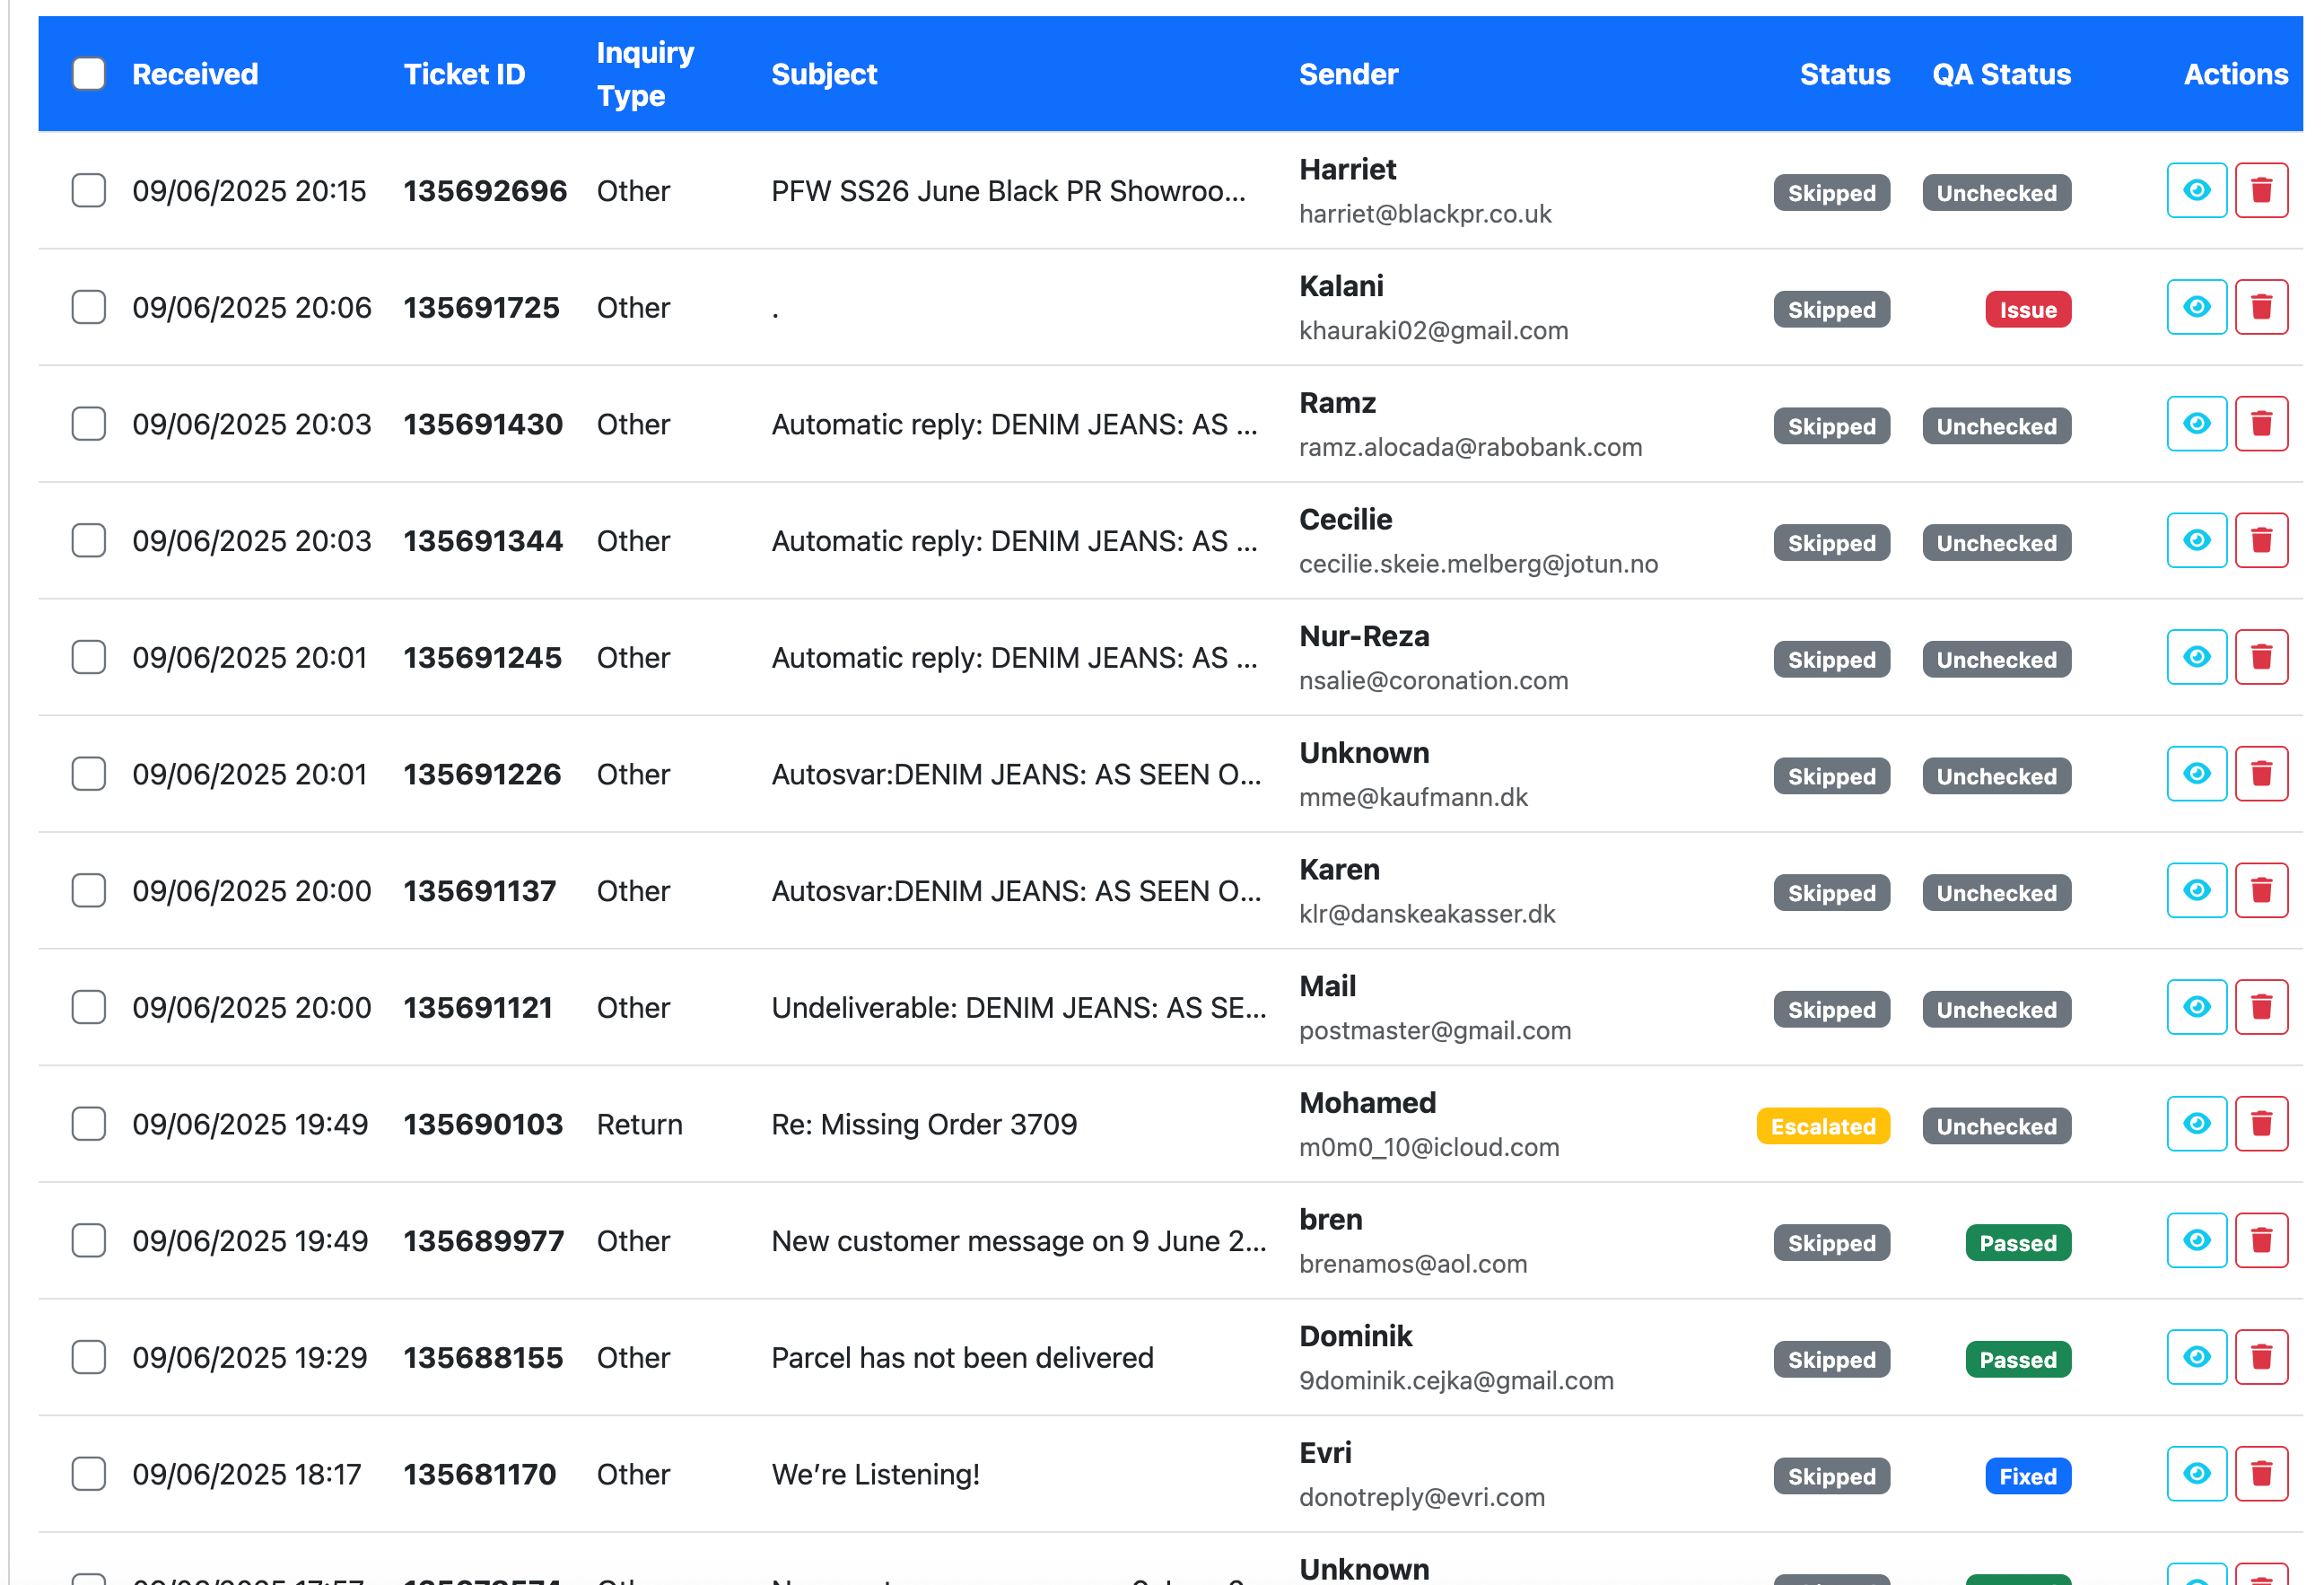 Received Ticket ID Inquiry Type Subject Sender Status QA Status Actions
09/06/2025 20:15 135692696 Other PFW SS26 June Black PR Showroo... Harriet harriet@blackpr.co.uk Skipped Unchecked
09/06/2025 20:06 135691725 Other . Kalani khauraki02@gmail.com Skipped Issue
09/06/2025 20:03 135691430 Other Automatic reply: DENIM JEANS: AS ... Ramz ramz.alocada@rabobank.com Skipped Unchecked
09/06/2025 20:03 135691344 Other Automatic reply: DENIM JEANS: AS ... Cecilie cecilie.skeie.melberg@jotun.no Skipped Unchecked
09/06/2025 20:01 135691245 Other Automatic reply: DENIM JEANS: AS ... Nur-Reza nsalie@coronation.com Skipped Unchecked
09/06/2025 20:01 135691226 Other Autosvar:DENIM JEANS: AS SEEN O... Unknown mme@kaufmann.dk Skipped Unchecked
09/06/2025 20:00 135691137 Other Autosvar:DENIM JEANS: AS SEEN O... Karen klr@danskeakasser.dk Skipped Unchecked
09/06/2025 20:00 135691121 Other Undeliverable: DENIM JEANS: AS SE... Mail postmaster@gmail.com Skipped Unchecked
09/06/2025 19:49 135690103 Return Re: Missing Order 3709 Mohamed m0m0_10@icloud.com Escalated Unchecked
09/06/2025 19:49 135689977 Other New customer message on 9 June 2... bren brenamos@aol.com Skipped Passed
09/06/2025 19:29 135688155 Other Parcel has not been delivered Dominik 9dominik.cejka@gmail.com Skipped Passed
09/06/2025 18:17 135681170 Other We’re Listening! Evri donotreply@evri.com Skipped Fixed
Unknown